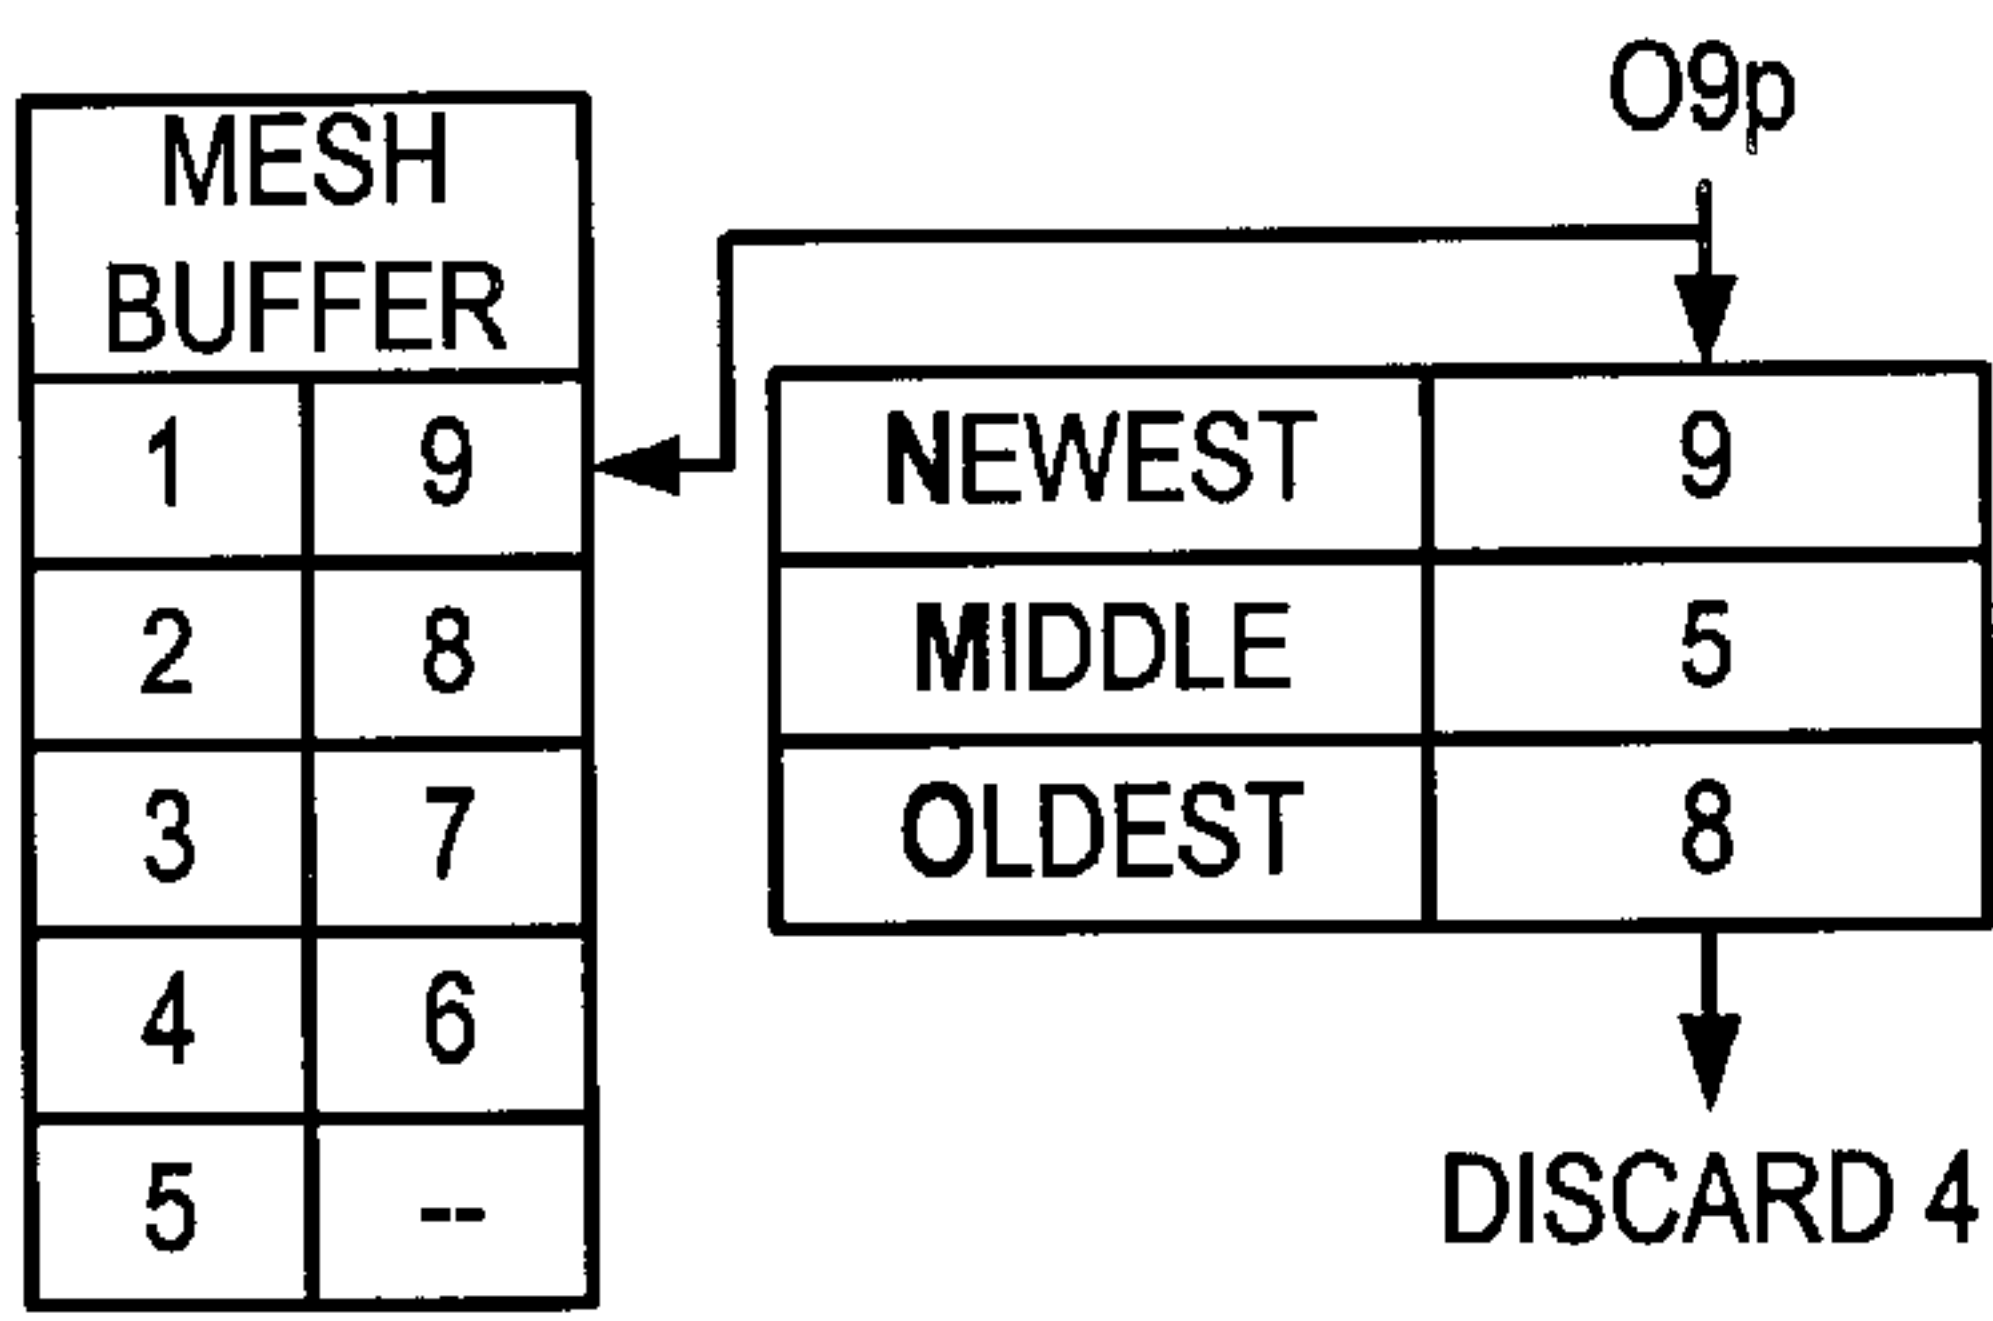 O9p
MESH
BUFFER
1 9
2 8
3 7
4 6
5 --
NEWEST 9
MIDDLE 5
OLDEST 8
DISCARD 4